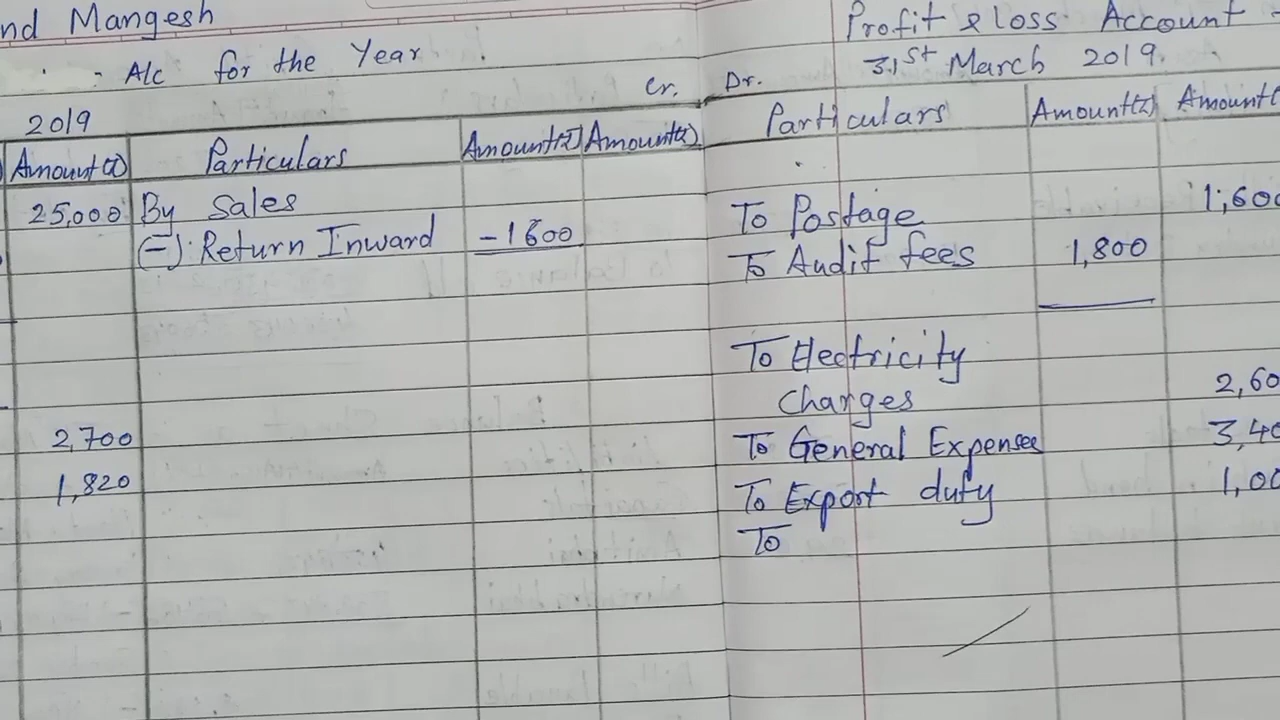 nd Mangesh
A/c for the Year
Cr.
2019
Amount(₹) Particulars Amount(₹) Amount(₹)
25,000 By Sales
(-) Return Inward -1600
2,700
1,820
Profit & loss Account
31st March 2019.
Dr.
Particulars Amount(₹) Amount(
To Postage 1,600
To Audit fees 1,800
To Electricity
Charges 2,60
To General Expenses 3,40
To Export duty 1,00
To